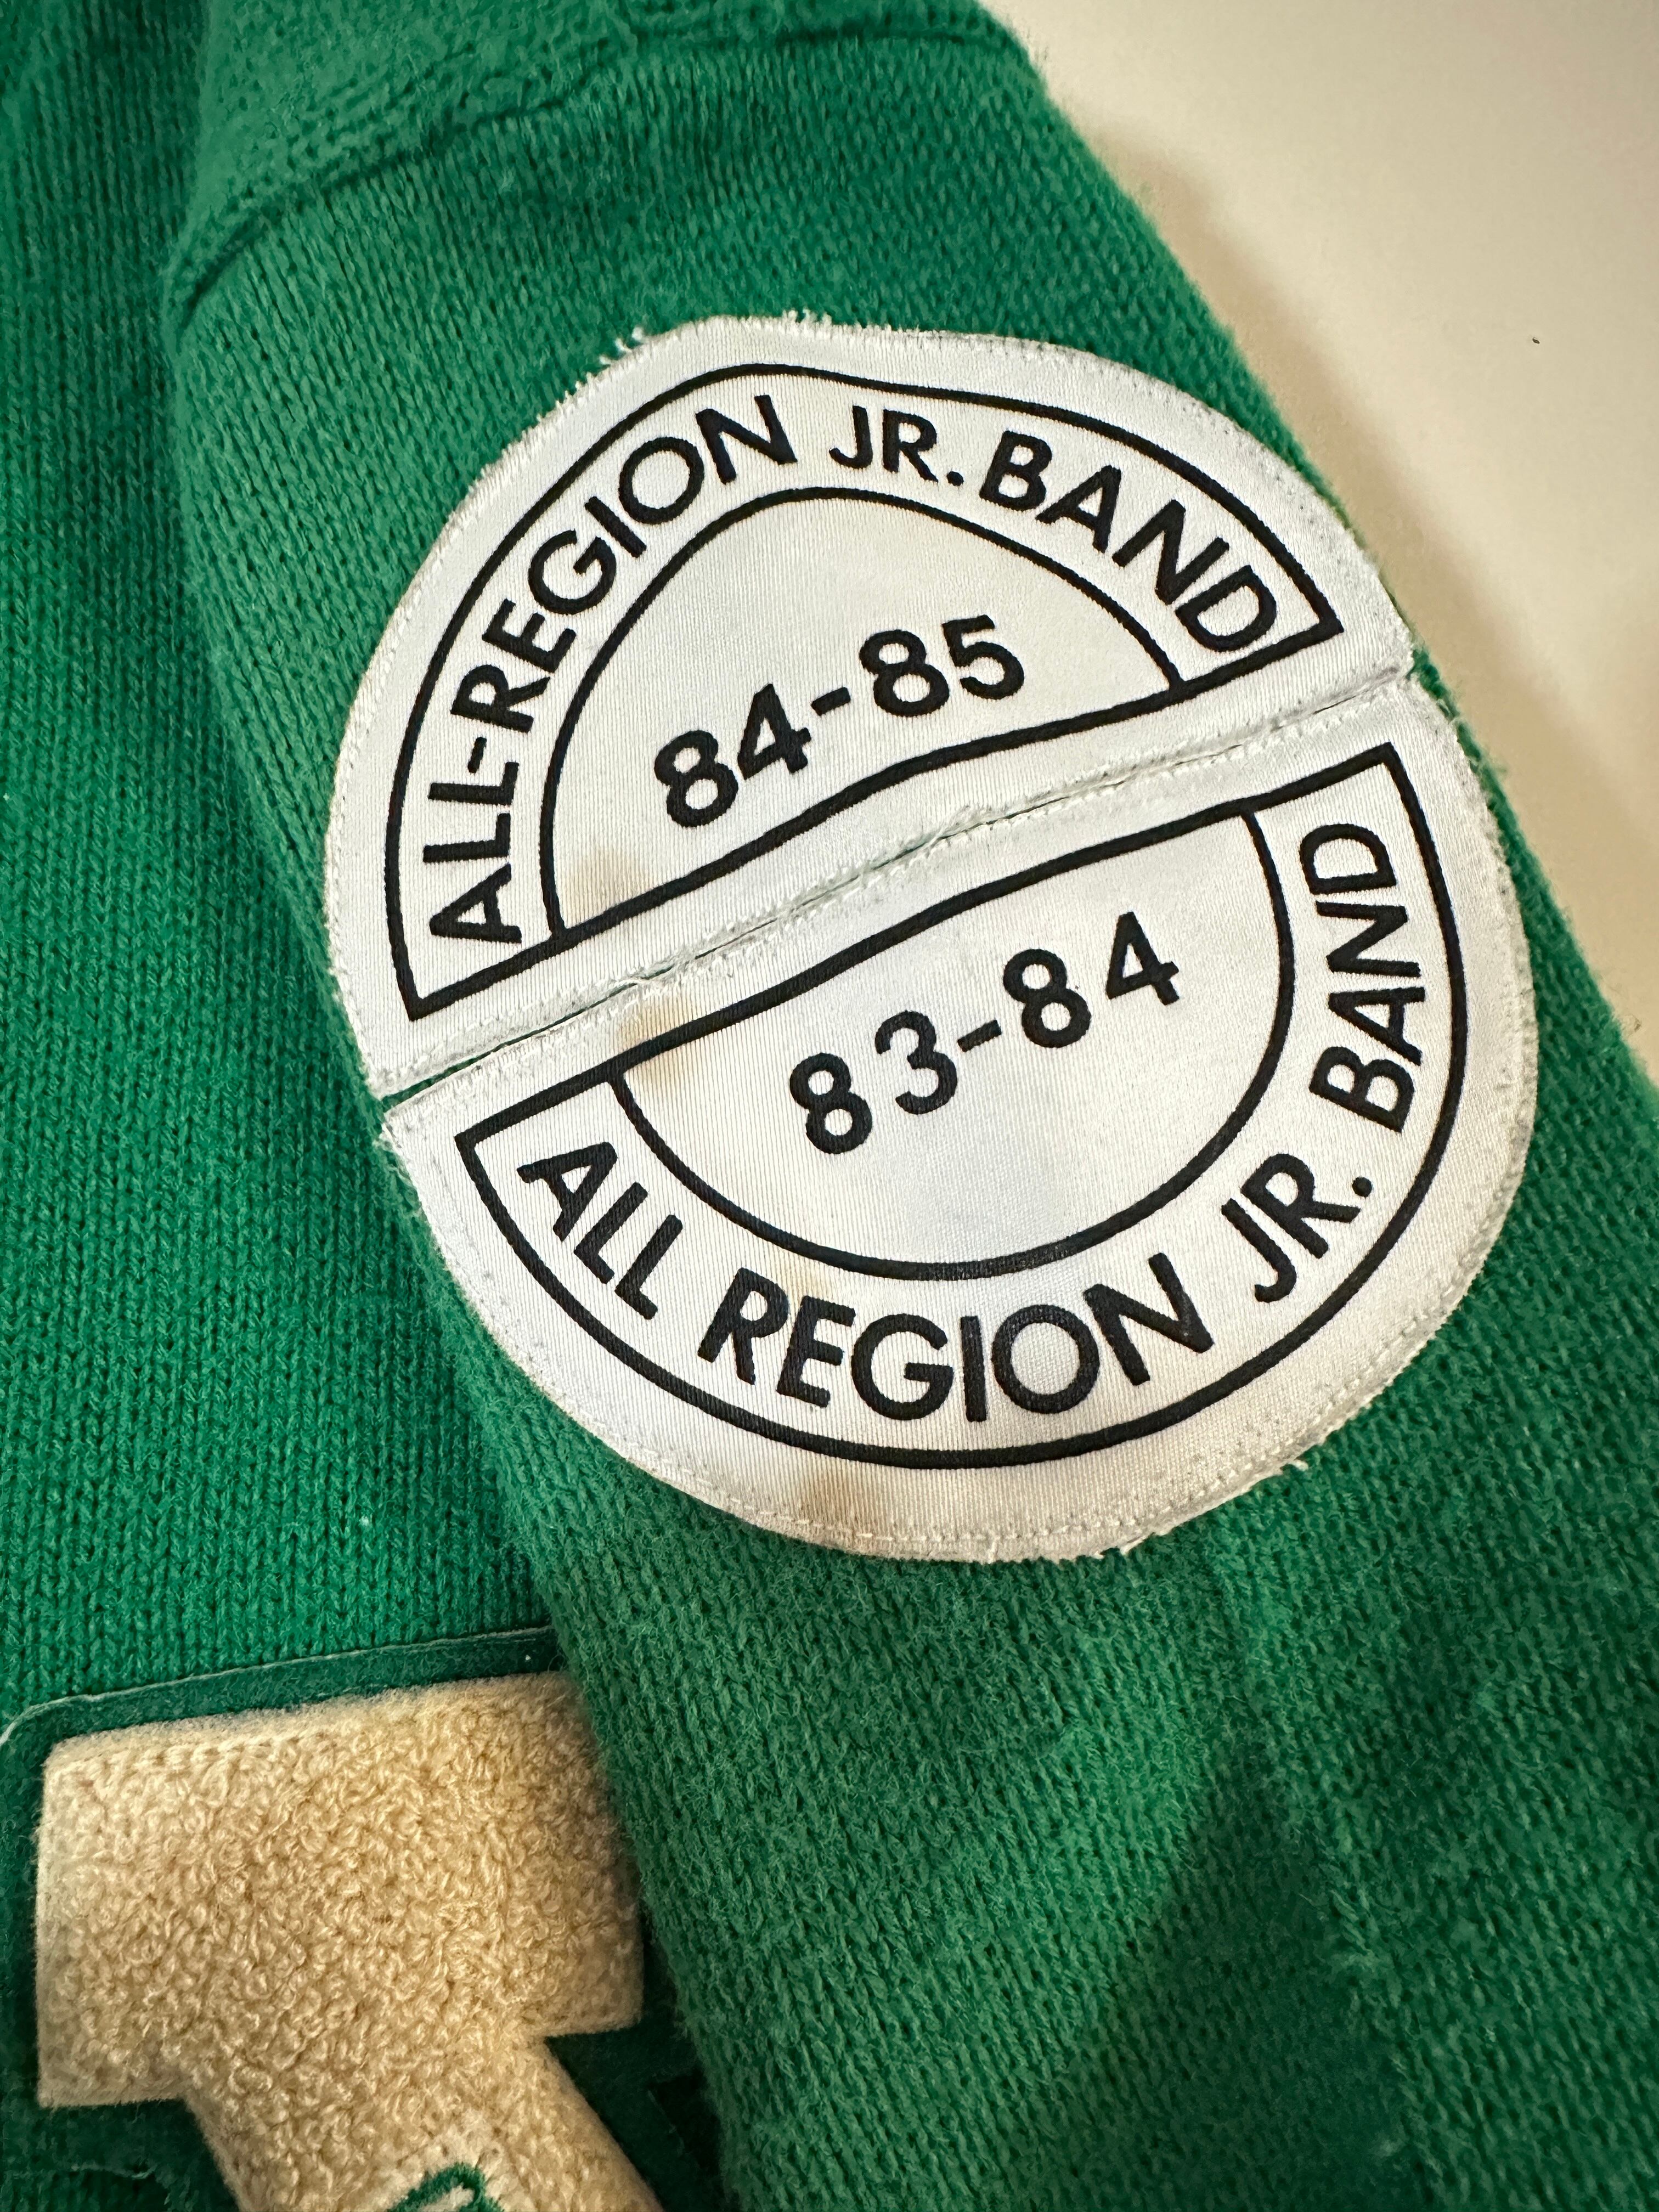 ALL-REGION JR. BAND
84-85
83-84
ALL REGION JR. BAND